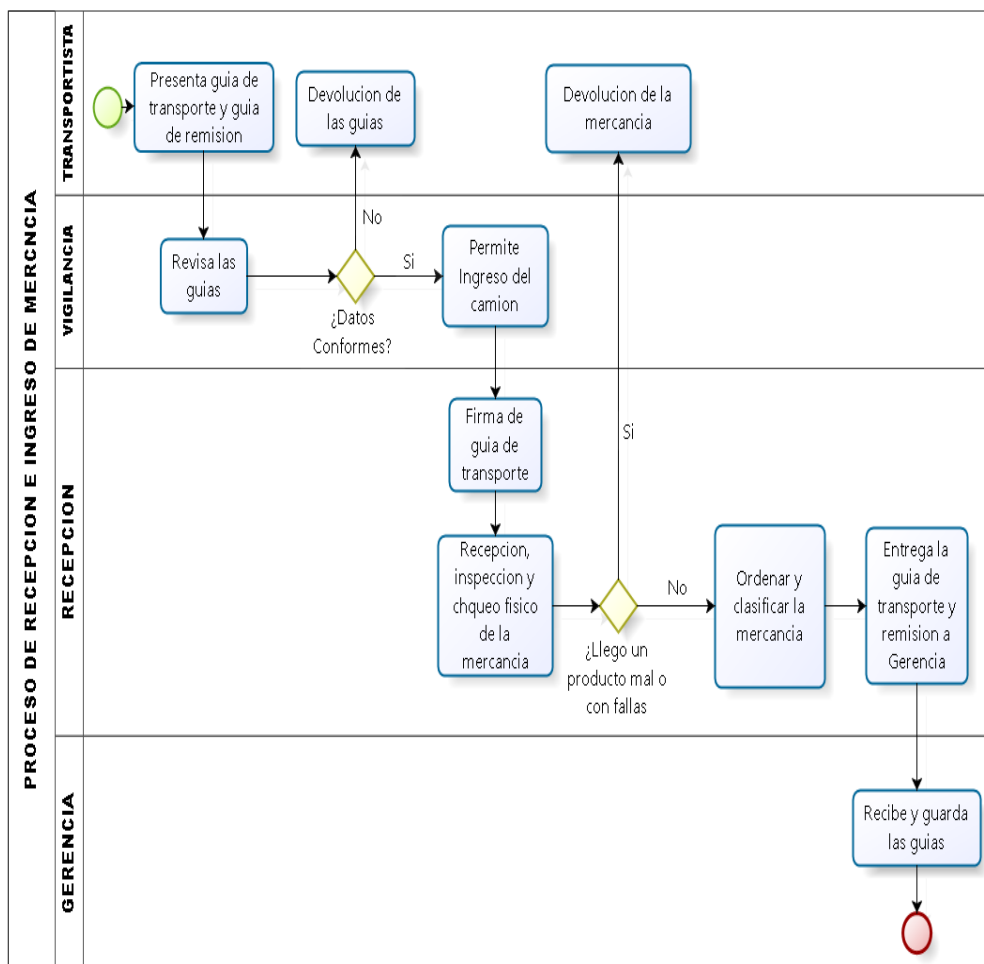 PROCESO DE RECEPCION E INGRESO DE MERCNCIA
TRANSPORTISTA
Presenta guia de
transporte y guia
de remision
Devolucion de
las guias
Devolucion de la
mercancia
VIGILANCIA
Revisa las
guias
No
Si
¿Datos
Conformes?
Permite
Ingreso del
camion
RECEPCION
Firma de
guia de
transporte
Recepcion,
inspeccion y
chqueo fisico
de la
mercancia
Si
No
¿Llego un
producto mal o
con fallas
Ordenar y
clasificar la
mercancia
Entrega la
guia de
transporte y
remision a
Gerencia
GERENCIA
Recibe y guarda
las guias